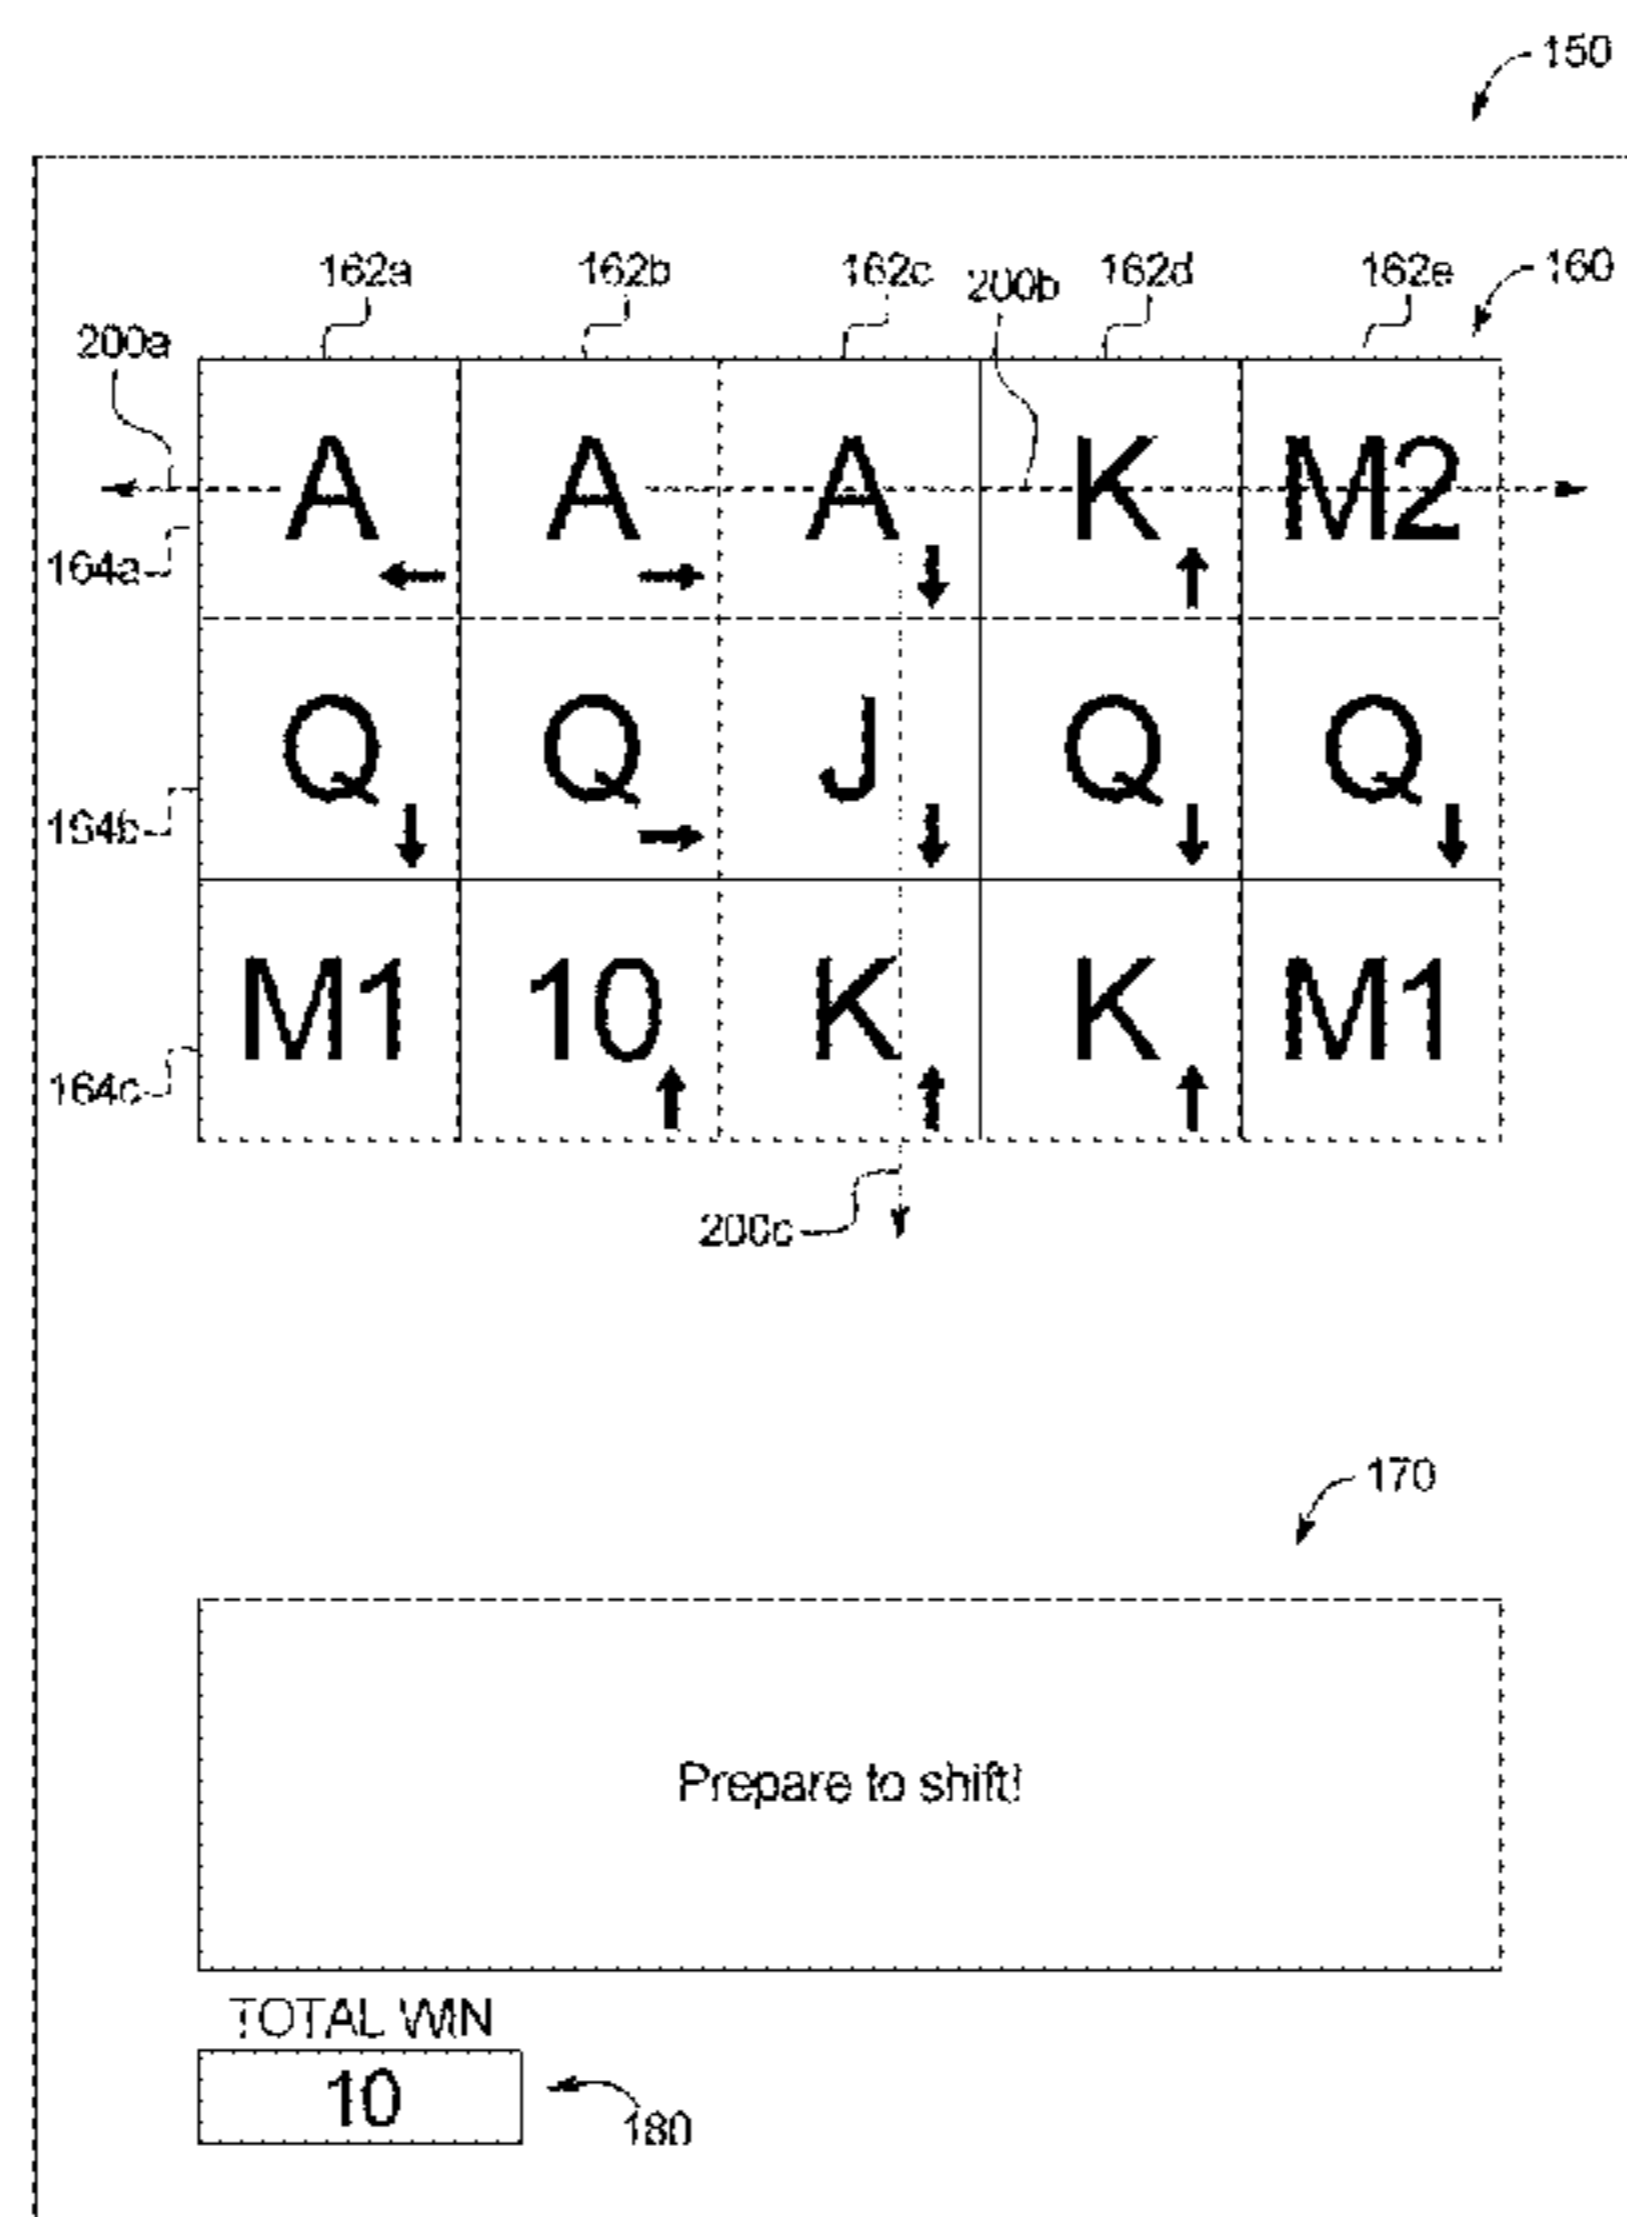 150
162a 162b 162c 200b 162d 162e 160
200a
A A A K M2
164a
Q Q J Q Q
164b
M1 10 K K M1
164c
200c
170
Prepare to shift!
TOTAL WIN
10
180